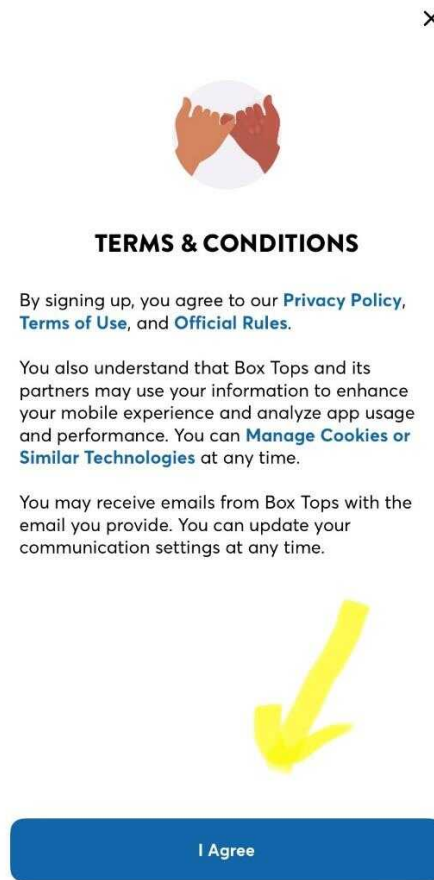 TERMS & CONDITIONS
By signing up, you agree to our Privacy Policy,
Terms of Use, and Official Rules.
You also understand that Box Tops and its
partners may use your information to enhance
your mobile experience and analyze app usage
and performance. You can Manage Cookies or
Similar Technologies at any time.
You may receive emails from Box Tops with the
email you provide. You can update your
communication settings at any time.
I Agree